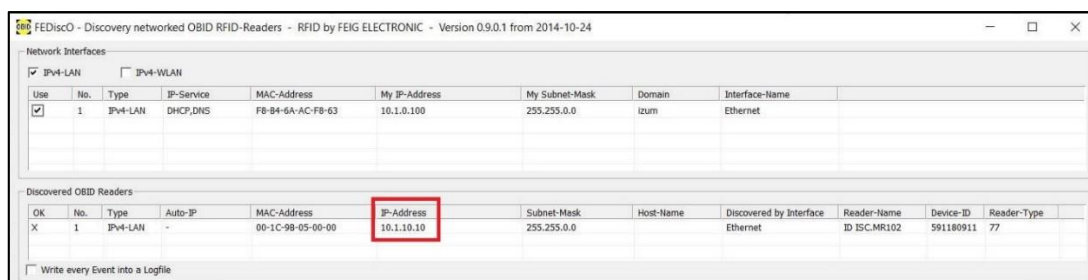 OBID FEDiscO - Discovery networked OBID RFID-Readers - RFID by FEIG ELECTRONIC - Version 0.9.0.1 from 2014-10-24
Network Interfaces
IPv4-LAN IPv4-WLAN
Use No. Type IP-Service MAC-Address My IP-Address My Subnet-Mask Domain Interface-Name
1 IPv4-LAN DHCP,DNS F8-84-6A-AC-F8-63 10.1.0.100 255.255.0.0 izum Ethernet
Discovered OBID Readers
OK No. Type Auto-IP MAC-Address IP-Address Subnet-Mask Host-Name Discovered by Interface Reader-Name Device-ID Reader-Type
X 1 IPv4-LAN - 00-1C-98-05-00-00 10.1.10.10 255.255.0.0 Ethernet ID ISC.MR102 591180911 77
Write every Event into a Logfile